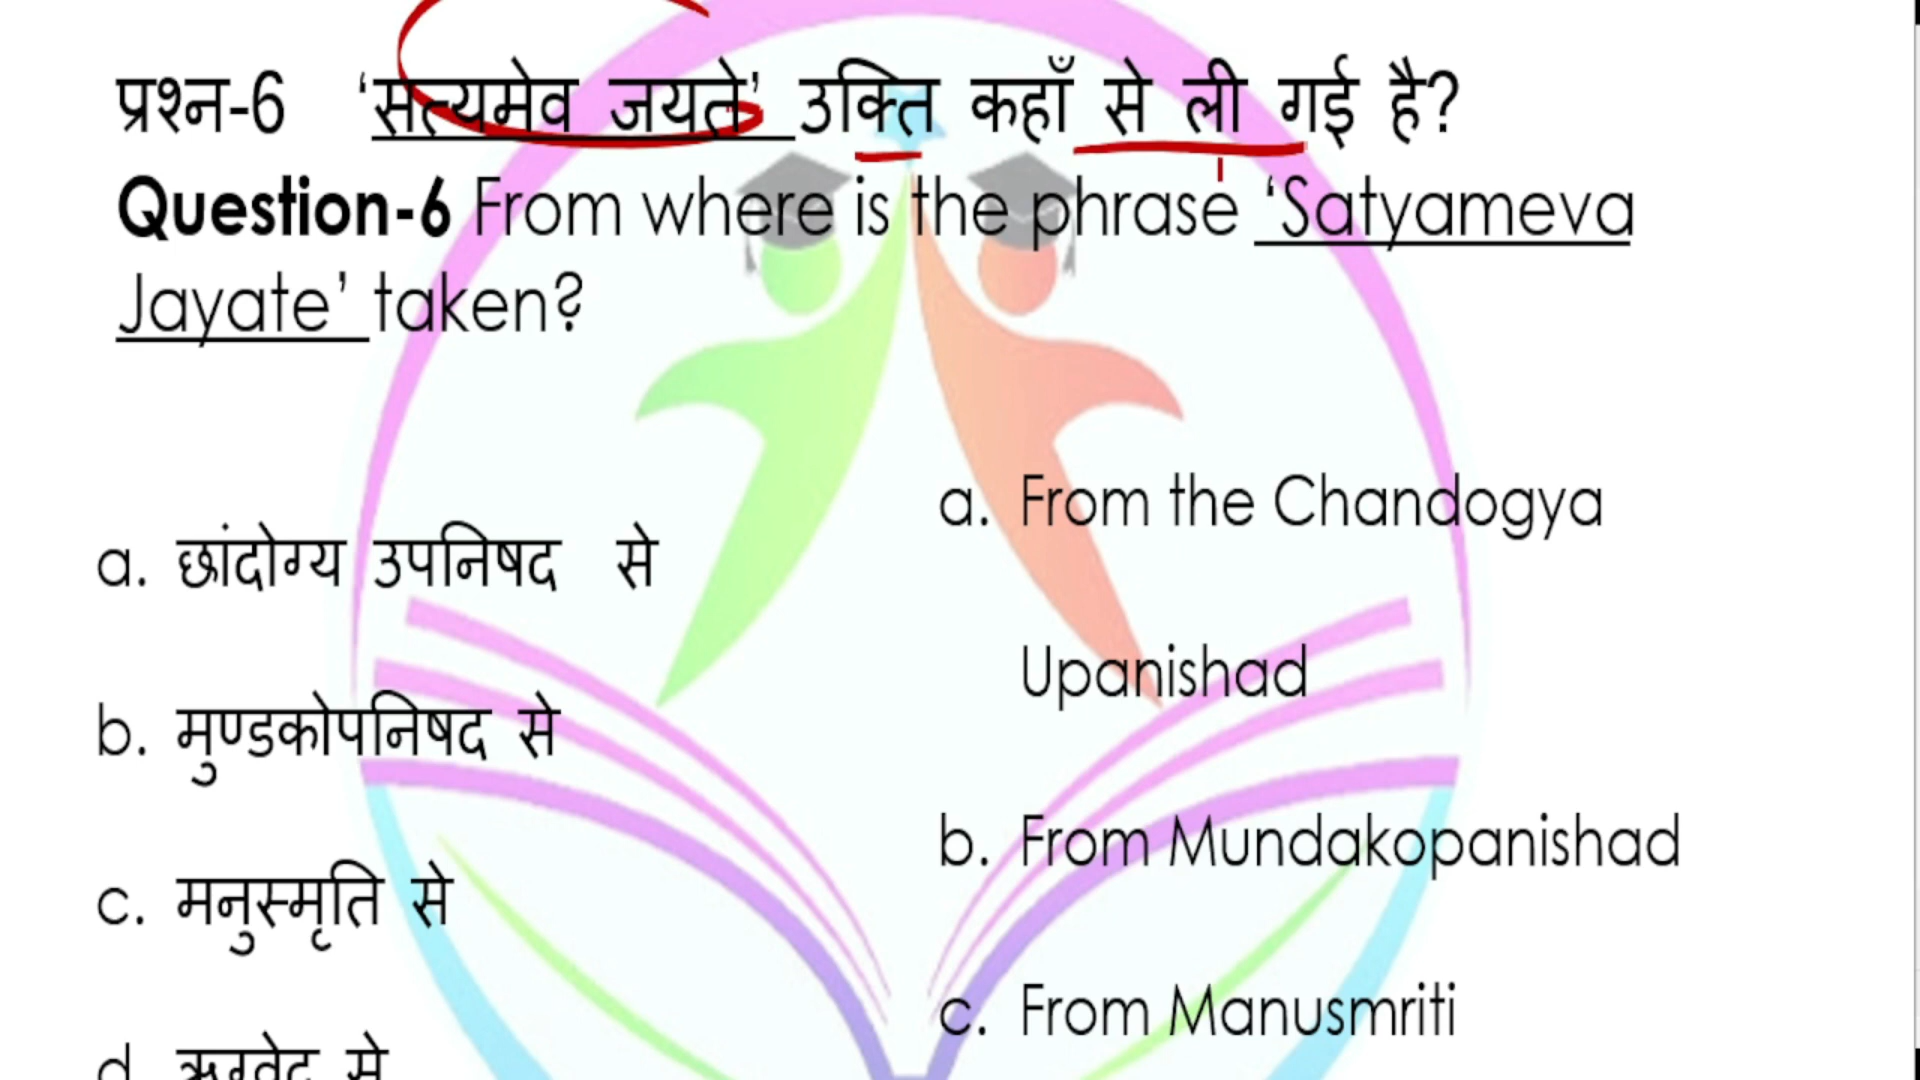 प्रश्न-6 ‘सत्यमेव जयते’ उक्ति कहाँ से ली गई है?
Question-6 From where is the phrase ‘Satyameva
Jayate’ taken?
a. छांदोग्य उपनिषद से
b. मुण्डकोपनिषद से
c. मनुस्मृति से
d. ऋग्वेद से
a. From the Chandogya
Upanishad
b. From Mundakopanishad
c. From Manusmriti